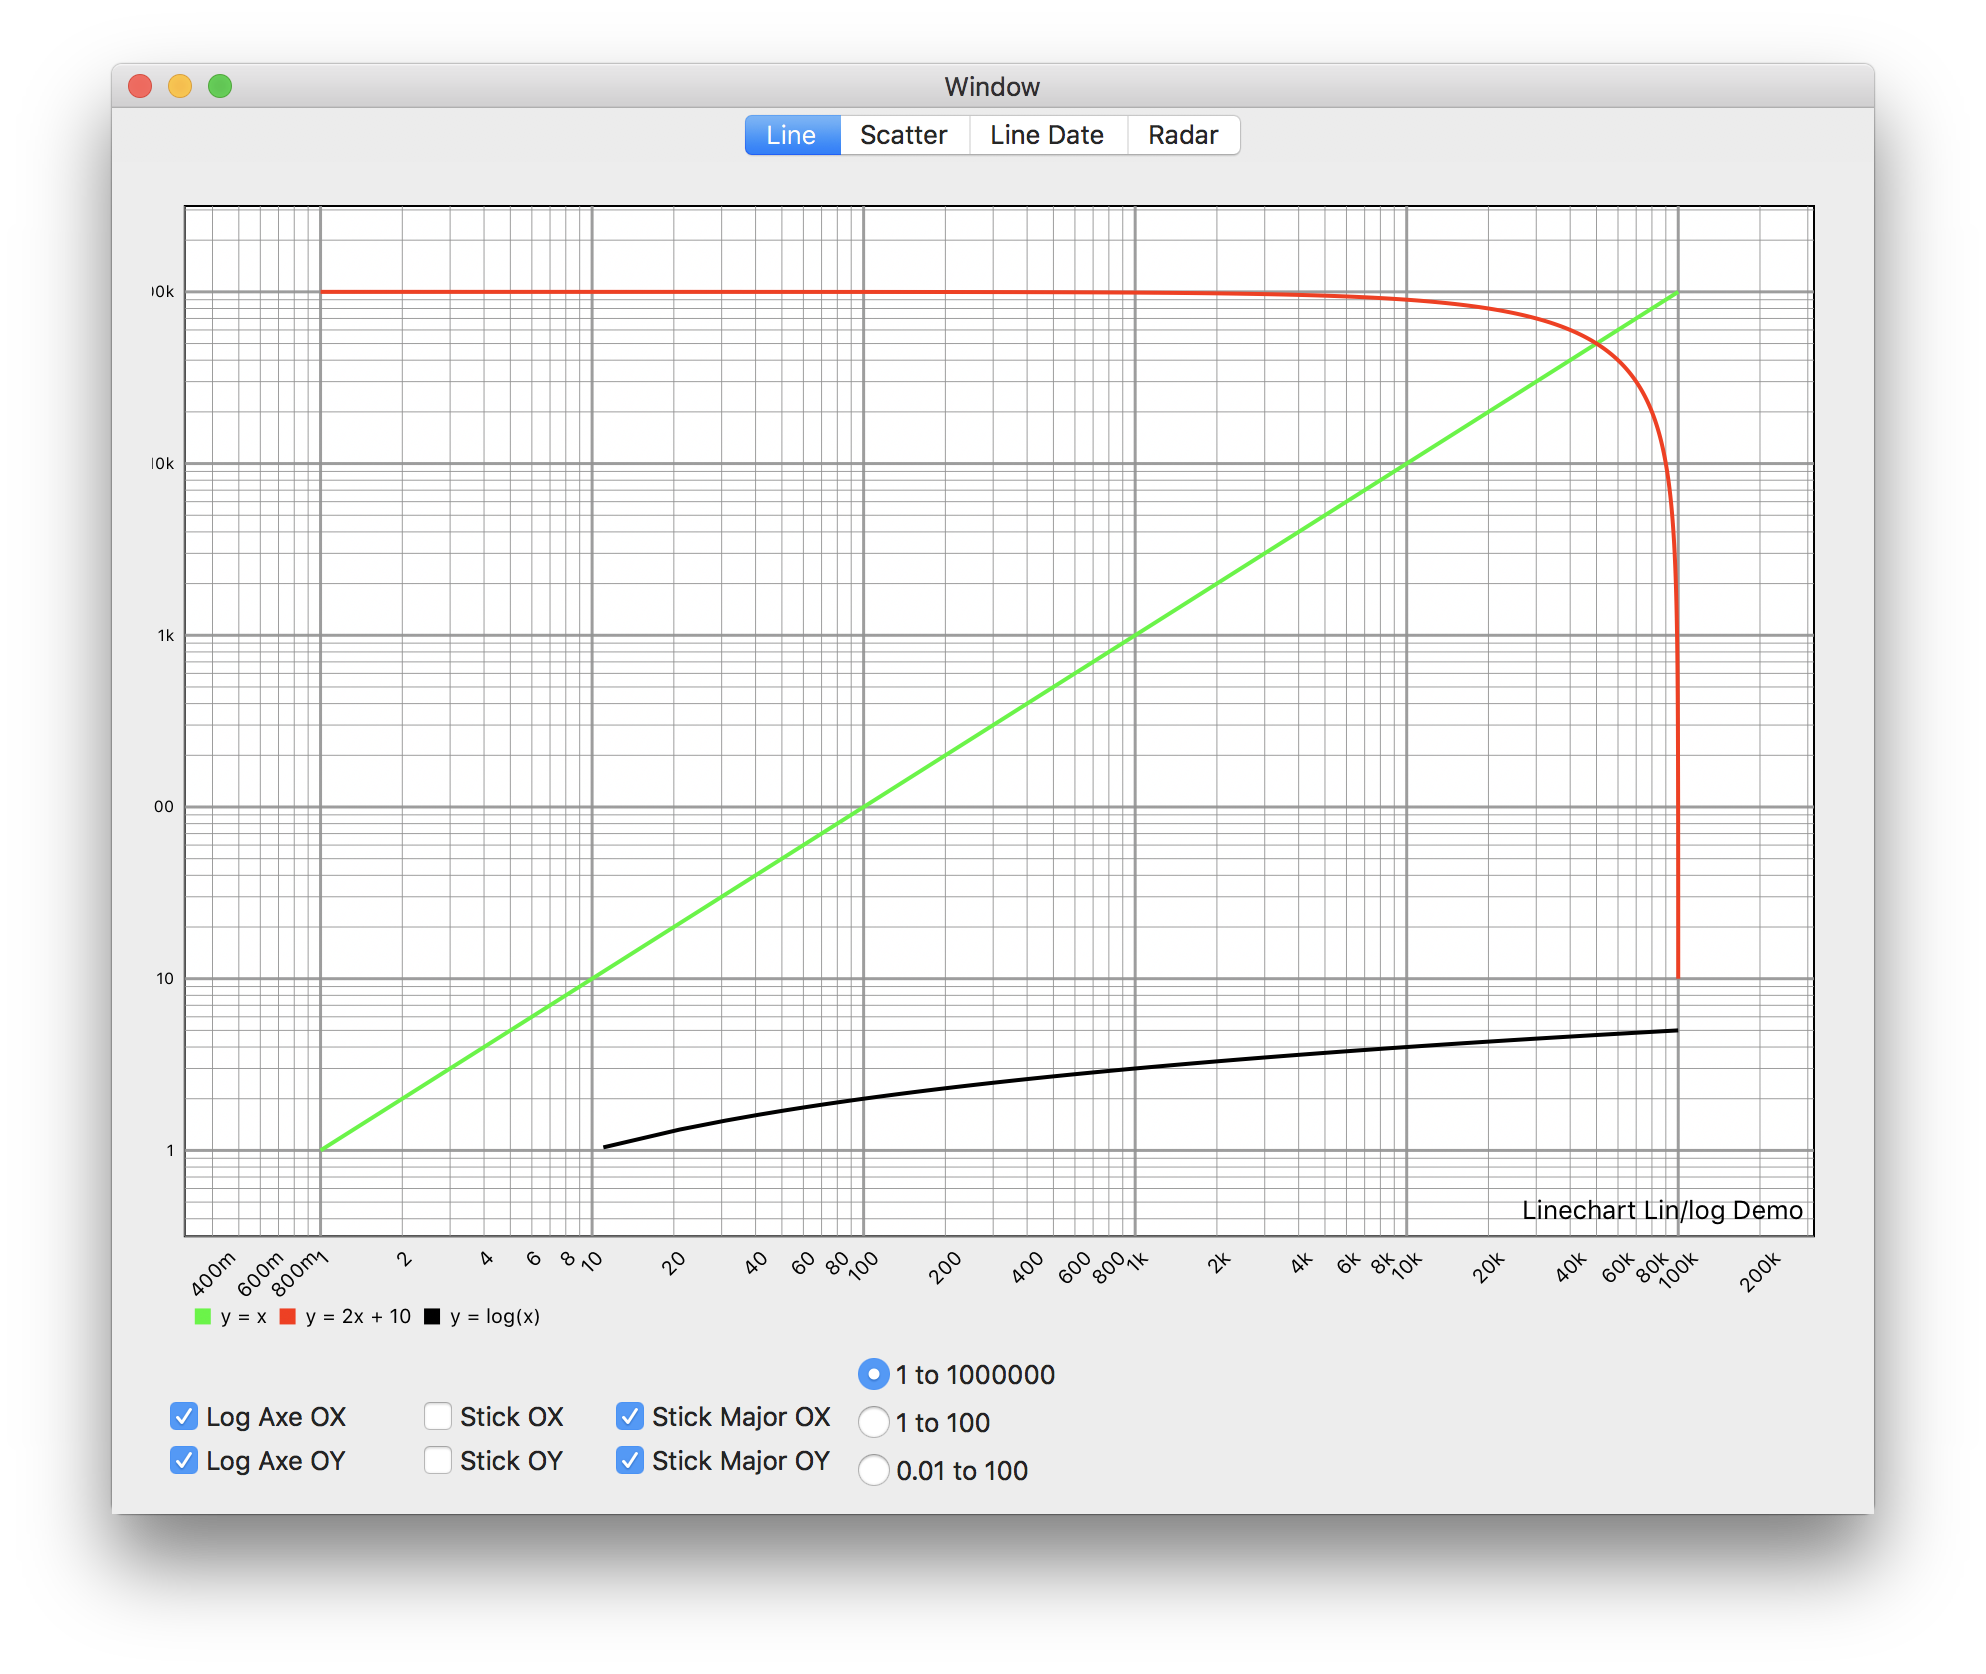 Window
Line Scatter Line Date Radar
00k
10k
1k
00
10
1
Linechart Lin/log Demo
400m 600m 800m 1 2 4 6 8 10 20 40 60 80 100 200 400 600 800 1k 2k 4k 6k 8k 10k 20k 40k 60k 80k 100k 200k
y = x y = 2x + 10 y = log(x)
1 to 1000000
Log Axe OX Stick OX Stick Major OX
1 to 100
Log Axe OY Stick OY Stick Major OY
0.01 to 100